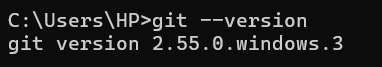 C:\Users\HP>git --version
git version 2.55.0.windows.3